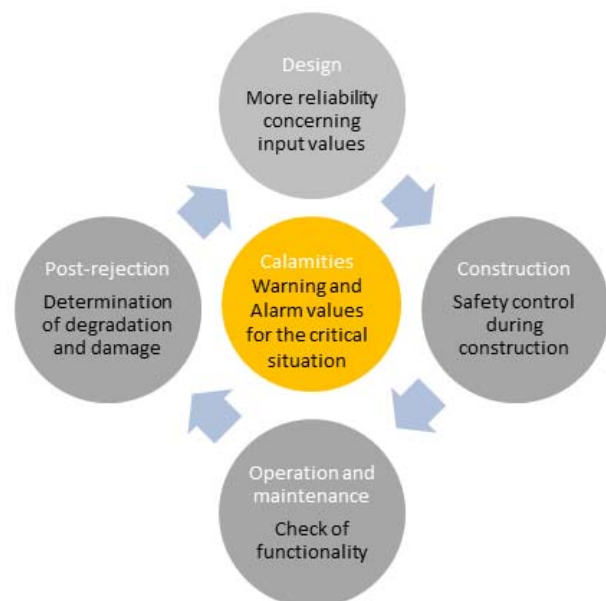 Design
More reliability
concerning
input values
Post-rejection
Determination
of degradation
and damage
Calamities
Warning and
Alarm values
for the critical
situation
Construction
Safety control
during
construction
Operation and
maintenance
Check of
functionality